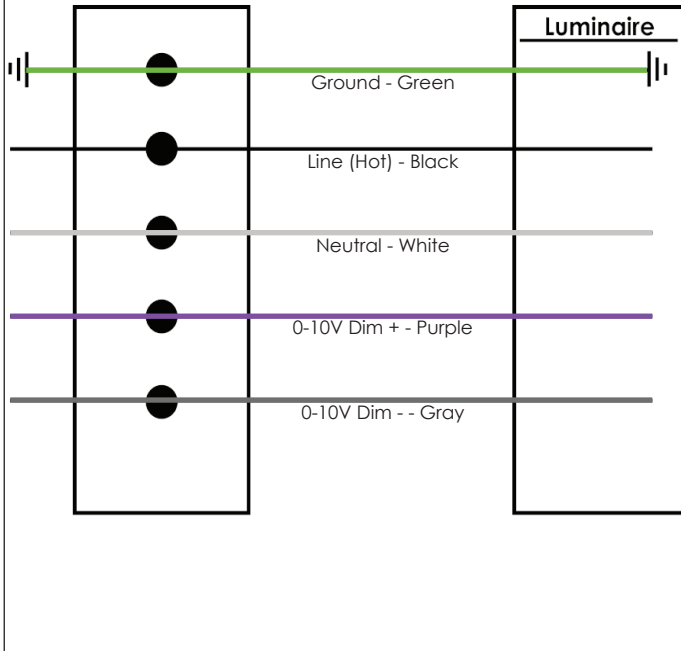 Luminaire
Ground - Green
Line (Hot) - Black
Neutral - White
0-10V Dim + - Purple
0-10V Dim - - Gray